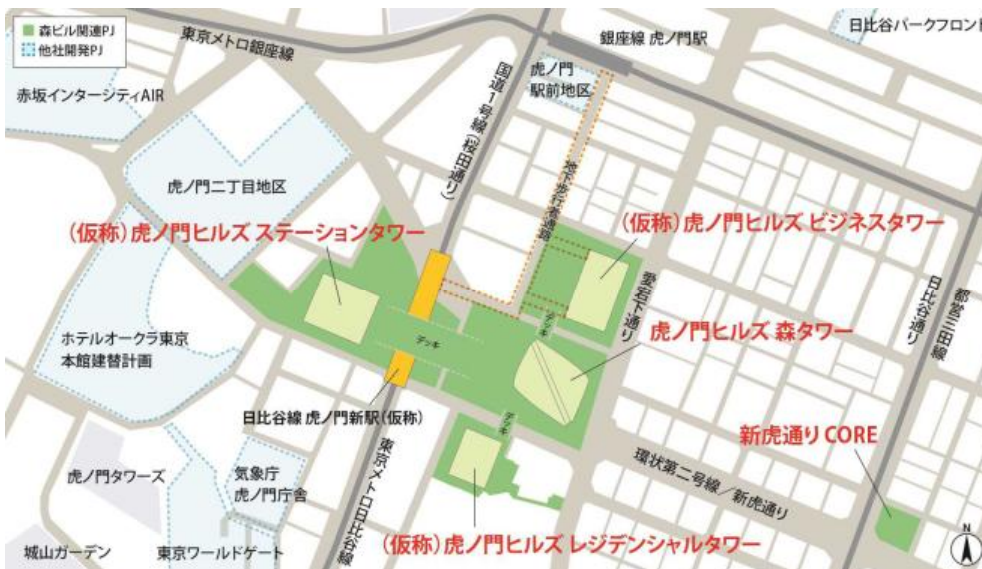 森ビル関連PJ
他社開発PJ
東京メトロ銀座線
銀座線 虎ノ門駅
日比谷パークフロント
赤坂インターシティAIR
国道1号線(桜田通り)
虎ノ門
駅前地区
虎ノ門二丁目地区
地下歩行者通路
(仮称)虎ノ門ヒルズ ステーションタワー
(仮称)虎ノ門ヒルズ ビジネスタワー
愛宕下通り
日比谷通り
都営三田線
デッキ
デッキ
虎ノ門ヒルズ 森タワー
ホテルオークラ東京
本館建替計画
日比谷線 虎ノ門新駅(仮称)
デッキ
新虎通り CORE
東京メトロ日比谷線
環状第二号線/新虎通り
虎ノ門タワーズ
気象庁
虎ノ門庁舎
城山ガーデン
東京ワールドゲート
(仮称)虎ノ門ヒルズ レジデンシャルタワー
N